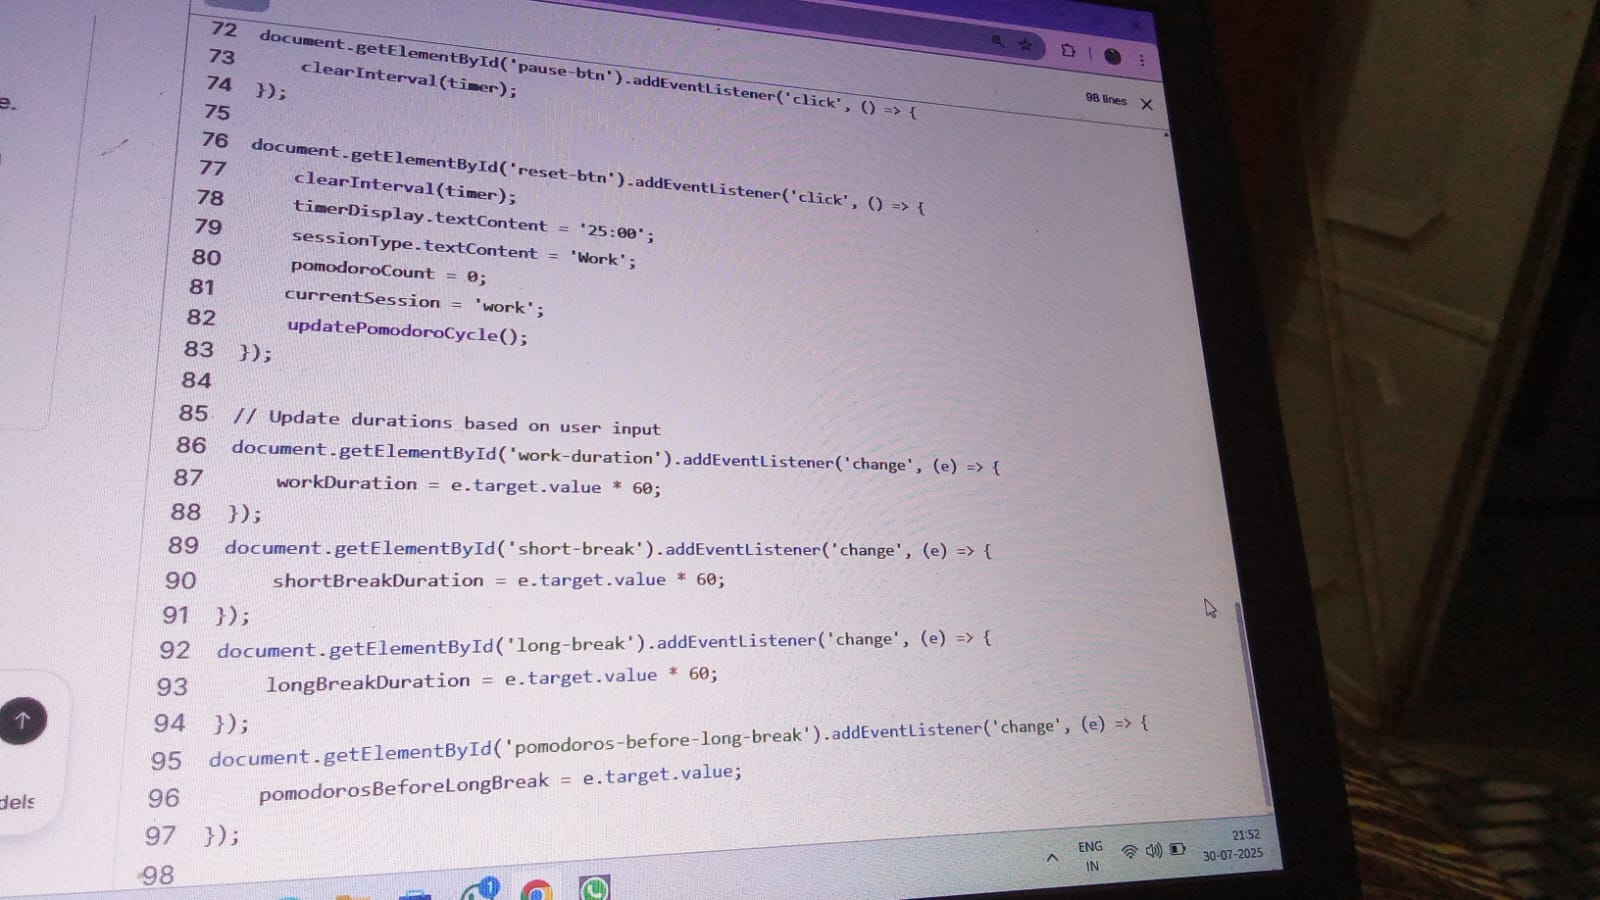 72 document.getElementById('pause-btn').addEventListener('click', () => {
73 clearInterval(timer);
74 });
75
76 document.getElementById('reset-btn').addEventListener('click', () => {
77 clearInterval(timer);
78 timerDisplay.textContent = '25:00';
79 sessionType.textContent = 'Work';
80 pomodoroCount = 0;
81 currentSession = 'work';
82 updatePomodoroCycle();
83 });
84
85 // Update durations based on user input
86 document.getElementById('work-duration').addEventListener('change', (e) => {
87 workDuration = e.target.value * 60;
88 });
89 document.getElementById('short-break').addEventListener('change', (e) => {
90 shortBreakDuration = e.target.value * 60;
91 });
92 document.getElementById('long-break').addEventListener('change', (e) => {
93 longBreakDuration = e.target.value * 60;
94 });
95 document.getElementById('pomodoros-before-long-break').addEventListener('change', (e) => {
96 pomodorosBeforeLongBreak = e.target.value;
97 });
98
98 lines
e.
dels
1
ENG
IN
21:52
30-07-2025